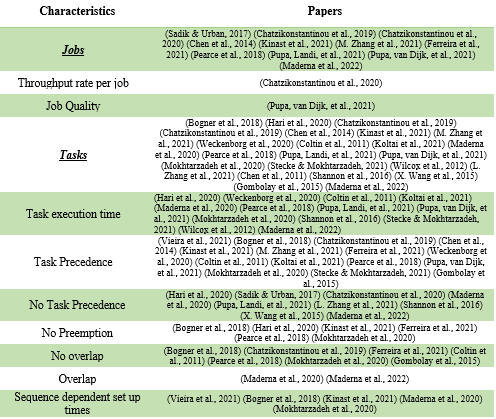 Characteristics Papers
(Sadik & Urban, 2017) (Chatzikonstantinou et al., 2019) (Chatzikonstantinou et al.,
Jobs
2020) (Chen et al., 2014) (Kinast et al., 2021) (M. Zhang et al., 2021) (Ferreira et al.,
2021) (Pearce et al., 2018) (Pupa, Landi, et al., 2021) (Pupa, van Dijk, et al., 2021)
(Maderna et al., 2022)
Throughput rate per job (Chatzikonstantinou et al., 2020)
Job Quality (Pupa, van Dijk, et al., 2021)
(Bogner et al., 2018) (Hari et al., 2020) (Chatzikonstantinou et al., 2019)
(Chatzikonstantinou et al., 2019) (Chen et al., 2014) (Kinast et al., 2021) (M. Zhang et
al., 2021) (Weckenborg et al., 2020) (Coltin et al., 2011) (Koltai et al., 2021) (Maderna
Tasks
et al., 2020) (Pearce et al., 2018) (Pupa, Landi, et al., 2021) (Pupa, van Dijk, et al., 2021)
(Mokhtarzadeh et al., 2020) (Stecke & Mokhtarzadeh, 2021) (Wilcox et al., 2012) (L.
Zhang et al., 2021) (Chen et al., 2011) (Shannon et al., 2016) (X. Wang et al., 2015)
(Gombolay et al., 2015) (Maderna et al., 2022)
(Hari et al., 2020) (Weckenborg et al., 2020) (Coltin et al., 2011) (Koltai et al., 2021)
Task execution time
(Maderna et al., 2020) (Pearce et al., 2018) (Pupa, Landi, et al., 2021) (Pupa, van Dijk, et
al., 2021) (Mokhtarzadeh et al., 2020) (Shannon et al., 2016) (Stecke & Mokhtarzadeh,
2021) (Wilcox et al., 2012) (Maderna et al., 2022)
(Vieira et al., 2021) (Bogner et al., 2018) (Chatzikonstantinou et al., 2019) (Chen et al.,
2014) (Kinast et al., 2021) (M. Zhang et al., 2021) (Ferreira et al., 2021) (Weckenborg et
Task Precedence
al., 2020) (Coltin et al., 2011) (Koltai et al., 2021) (Pearce et al., 2018) (Pupa, van Dijk,
et al., 2021) (Mokhtarzadeh et al., 2020) (Stecke & Mokhtarzadeh, 2021) (Gombolay et
al., 2015)
(Hari et al., 2020) (Sadik & Urban, 2017) (Chatzikonstantinou et al., 2020) (Maderna et
No Task Precedence
al., 2020) (Pupa, Landi, et al., 2021) (L. Zhang et al., 2021) (Shannon et al., 2016)
(X. Wang et al., 2015) (Maderna et al., 2022)
No Preemption
(Bogner et al., 2018) (Hari et al., 2020) (Kinast et al., 2021) (Ferreira et al., 2021)
(Pearce et al., 2018) (Mokhtarzadeh et al., 2020)
No overlap
(Bogner et al., 2018) (Chatzikonstantinou et al., 2019) (Ferreira et al., 2021) (Coltin et
al., 2011) (Pearce et al., 2018) (Mokhtarzadeh et al., 2020) (Gombolay et al., 2015)
Overlap (Maderna et al., 2020) (Maderna et al., 2022)
Sequence dependent set up
times
(Vieira et al., 2021) (Bogner et al., 2018) (Kinast et al., 2021) (Maderna et al., 2020)
(Mokhtarzadeh et al., 2020)